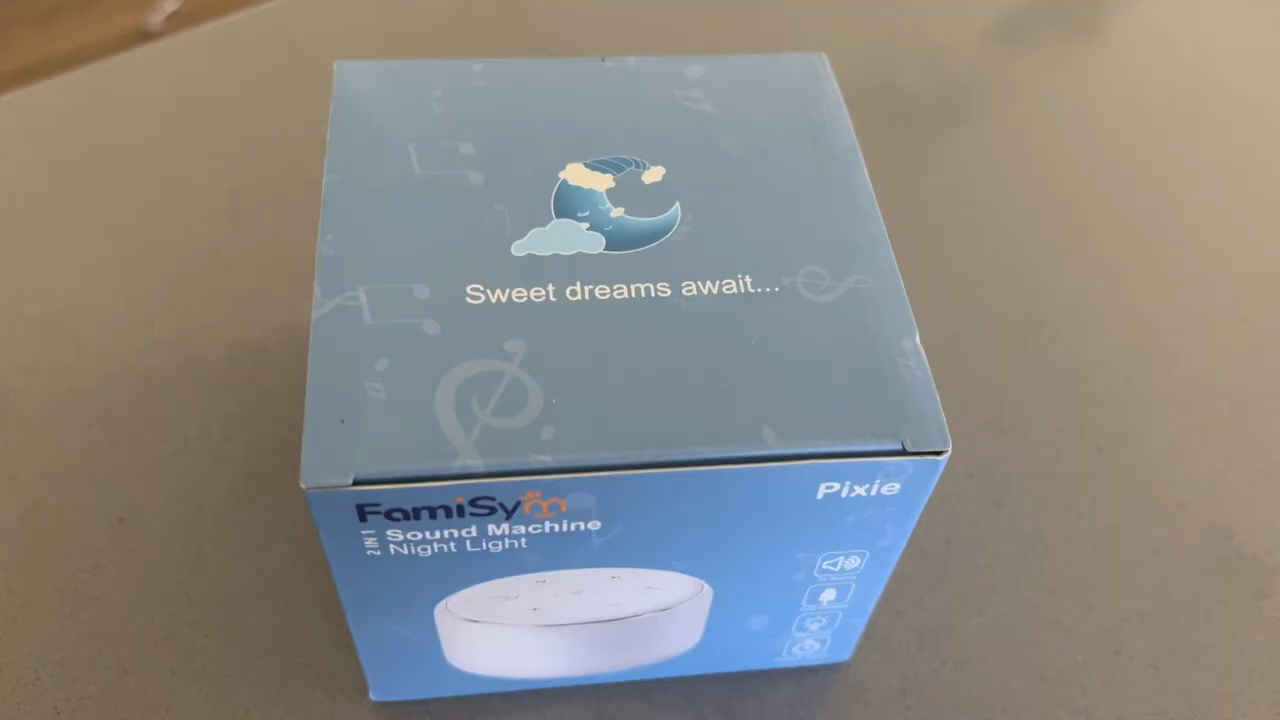 Sweet dreams await...
FamiSym
Pixie
2 IN 1
Sound Machine
Night Light